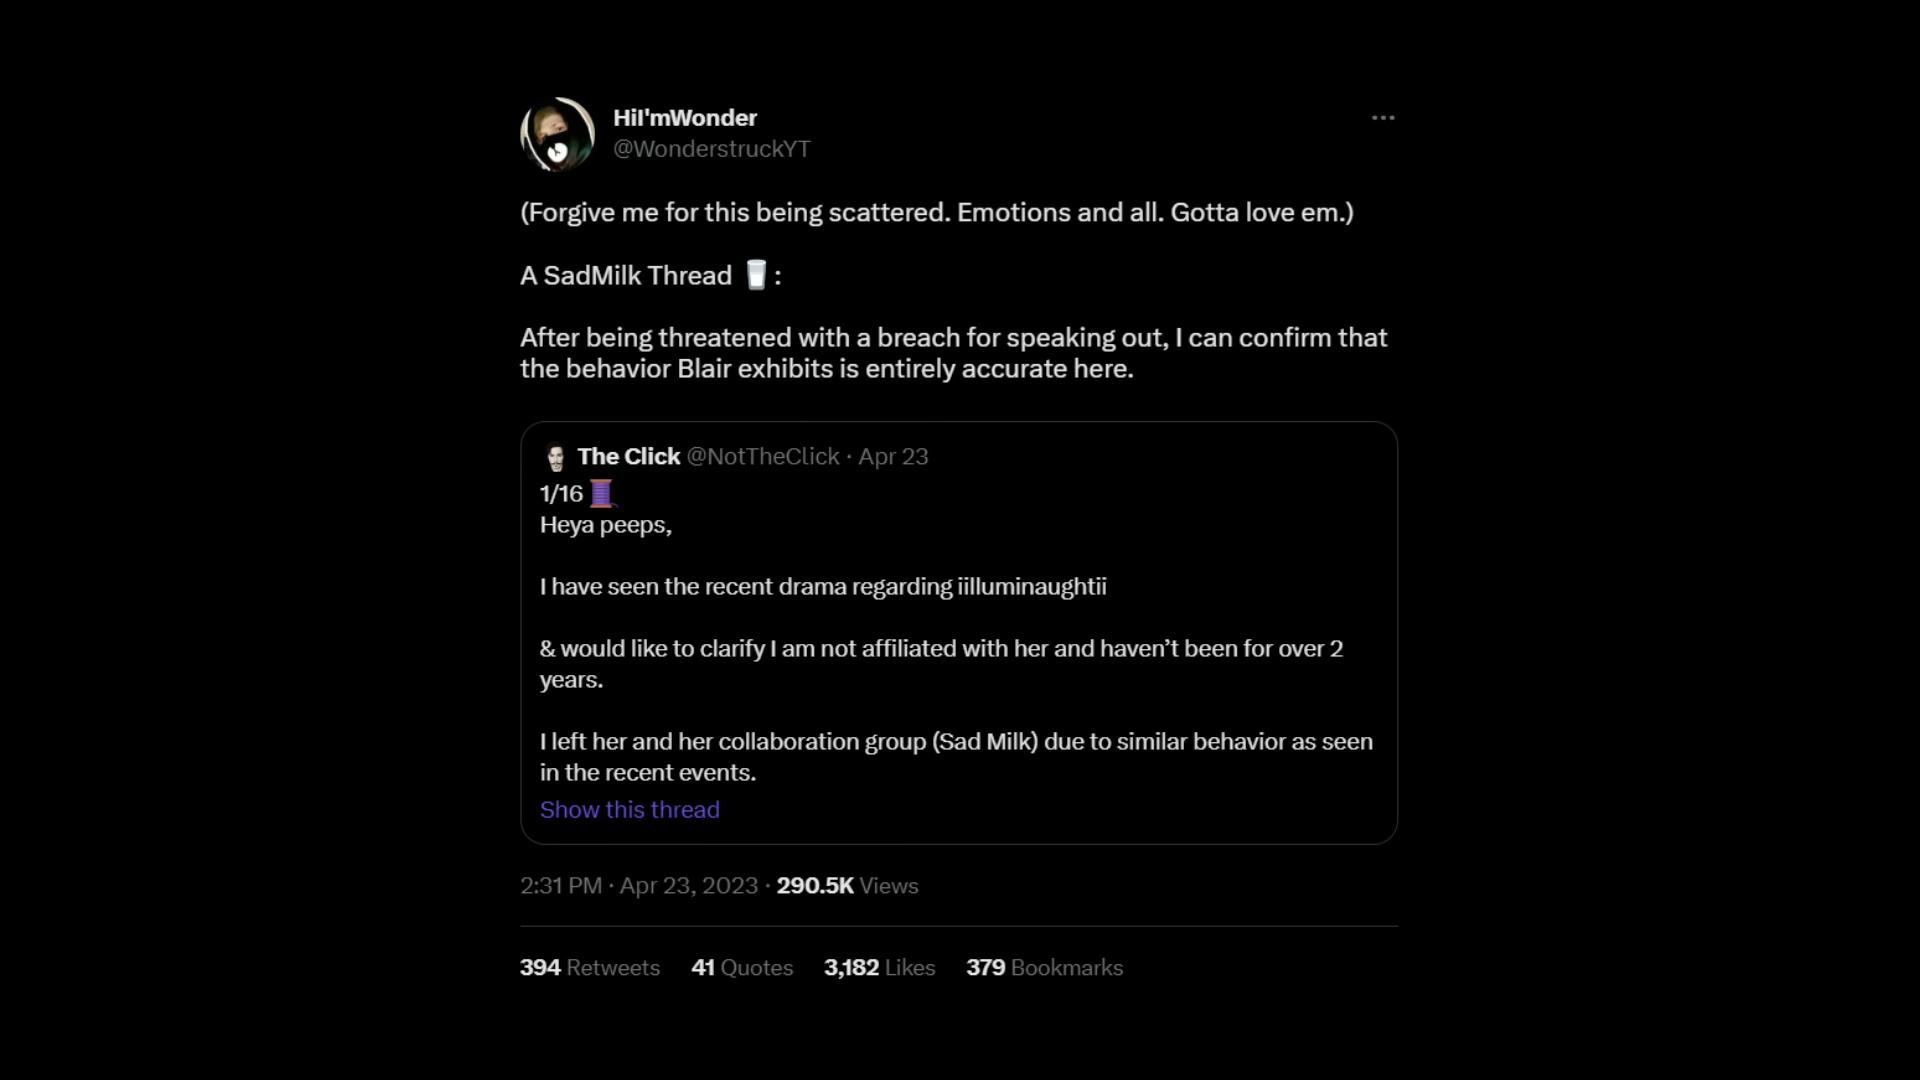 HiI'mWonder
@WonderstruckYT
(Forgive me for this being scattered. Emotions and all. Gotta love em.)
A SadMilk Thread 🥛:
After being threatened with a breach for speaking out, I can confirm that
the behavior Blair exhibits is entirely accurate here.
The Click @NotTheClick · Apr 23
1/16 🧵
Heya peeps,
I have seen the recent drama regarding iilluminaughtii
& would like to clarify I am not affiliated with her and haven’t been for over 2
years.
I left her and her collaboration group (Sad Milk) due to similar behavior as seen
in the recent events.
Show this thread
2:31 PM · Apr 23, 2023 · 290.5K Views
394 Retweets 41 Quotes 3,182 Likes 379 Bookmarks